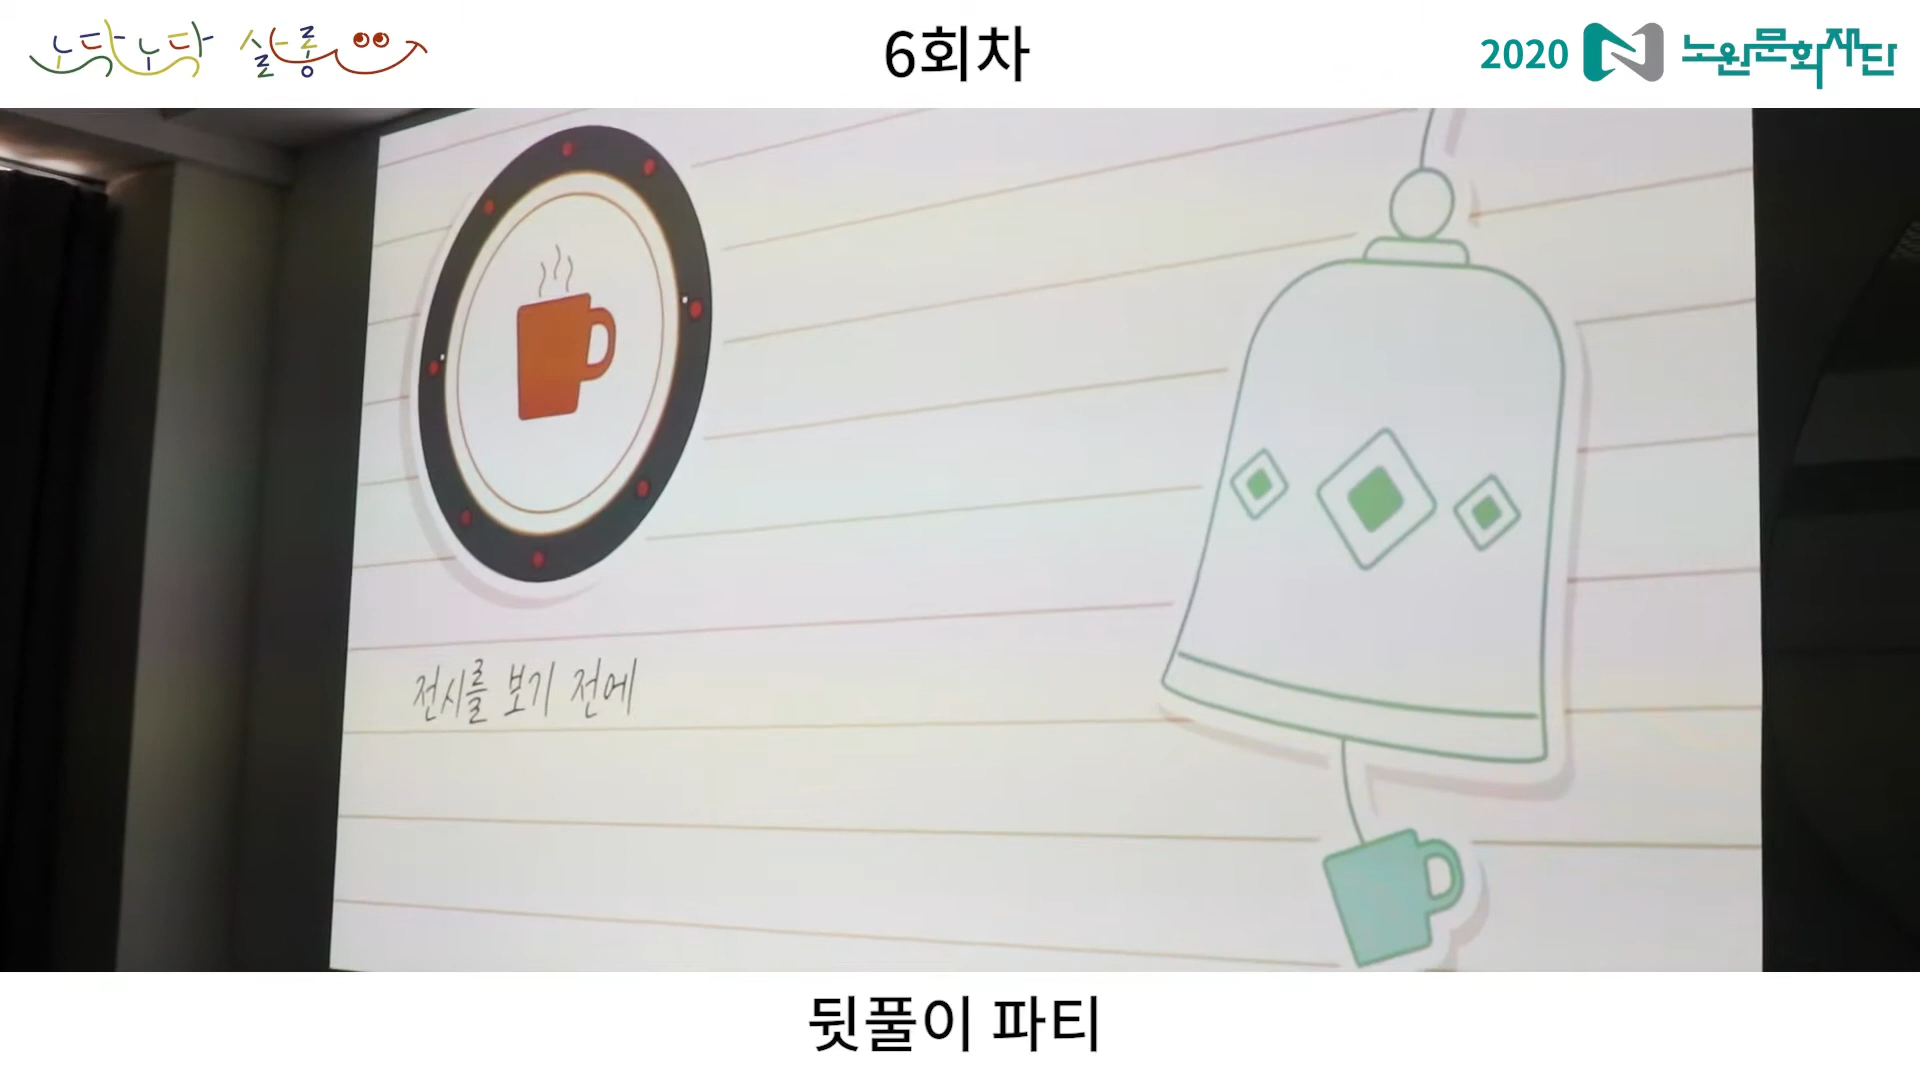 노닥노닥 살롱
6회차
2020 노원문화재단
전시를 보기 전에
뒷풀이 파티